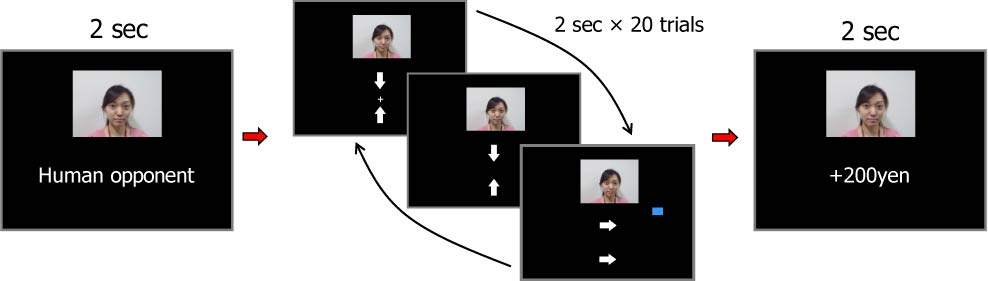 2 sec
Human opponent
2 sec × 20 trials
2 sec
+200yen